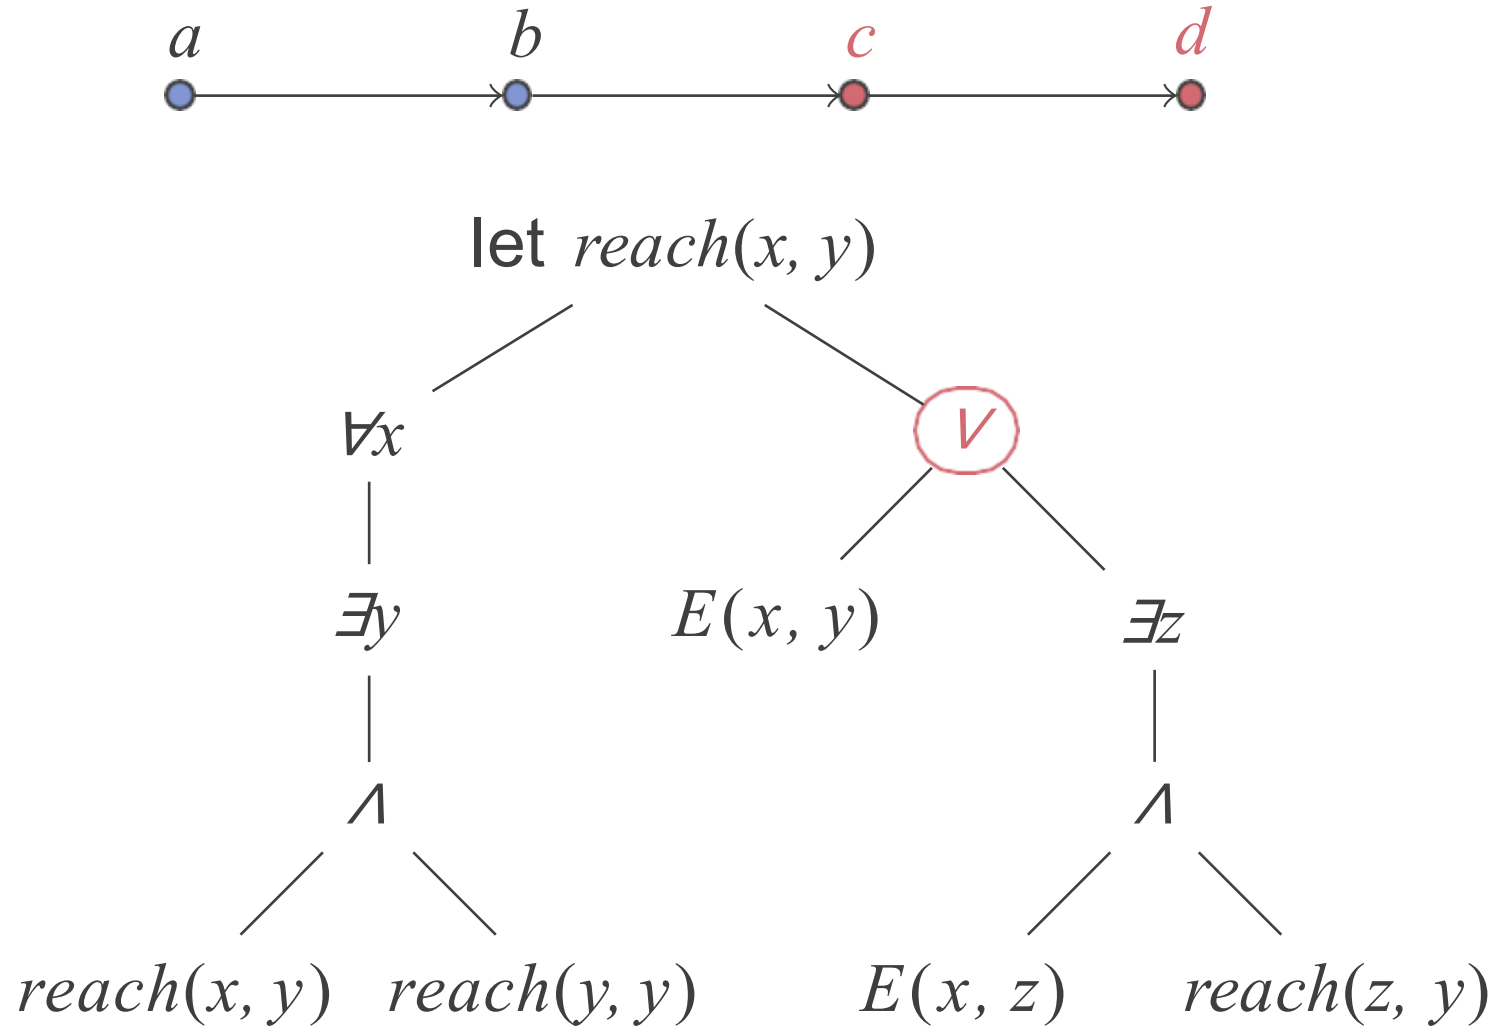 a b c d
let reach(x, y)
∀x ∨
∃y E(x, y) ∃z
∧ ∧
reach(x, y) reach(y, y) E(x, z) reach(z, y)